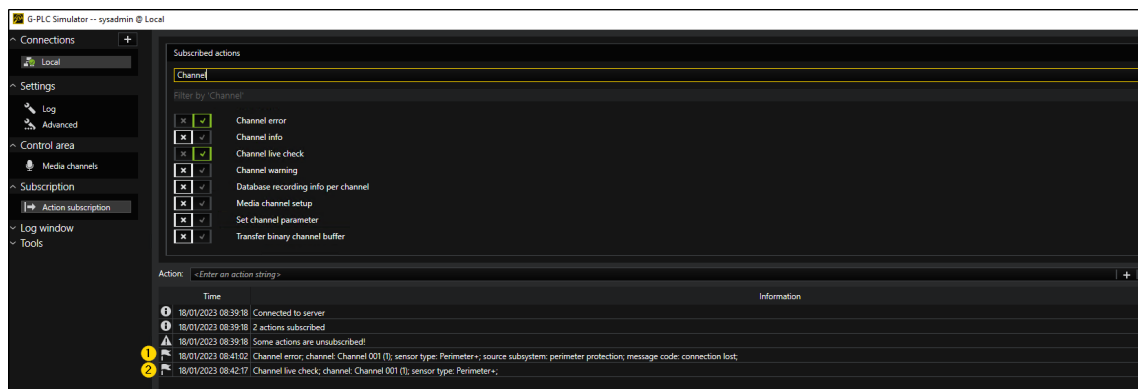 G-PLC Simulator -- sysadmin @ Local
Connections +
Local
Settings
Log
Advanced
Control area
Media channels
Subscription
Action subscription
Log window
Tools
Subscribed actions
Channel
Filter by 'Channel'
Channel error
Channel info
Channel live check
Channel warning
Database recording info per channel
Media channel setup
Set channel parameter
Transfer binary channel buffer
Action: <Enter an action string> +
Time Information
18/01/2023 08:39:18 Connected to server
18/01/2023 08:39:18 2 actions subscribed
18/01/2023 08:39:18 Some actions are unsubscribed!
1 18/01/2023 08:41:02 Channel error; channel: Channel 001 (1); sensor type: Perimeter+; source subsystem: perimeter protection; message code: connection lost;
2 18/01/2023 08:42:17 Channel live check; channel: Channel 001 (1); sensor type: Perimeter+;